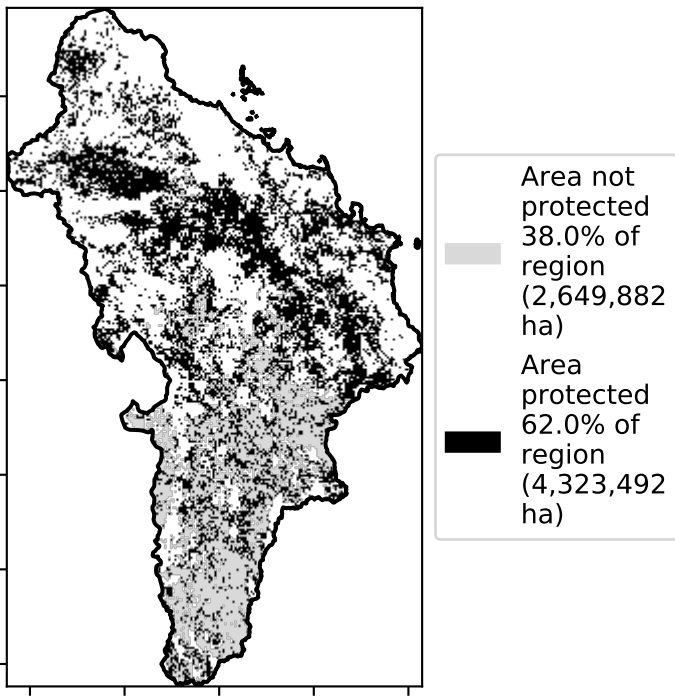 Area not
protected
38.0% of
region
(2,649,882
ha)
Area
protected
62.0% of
region
(4,323,492
ha)